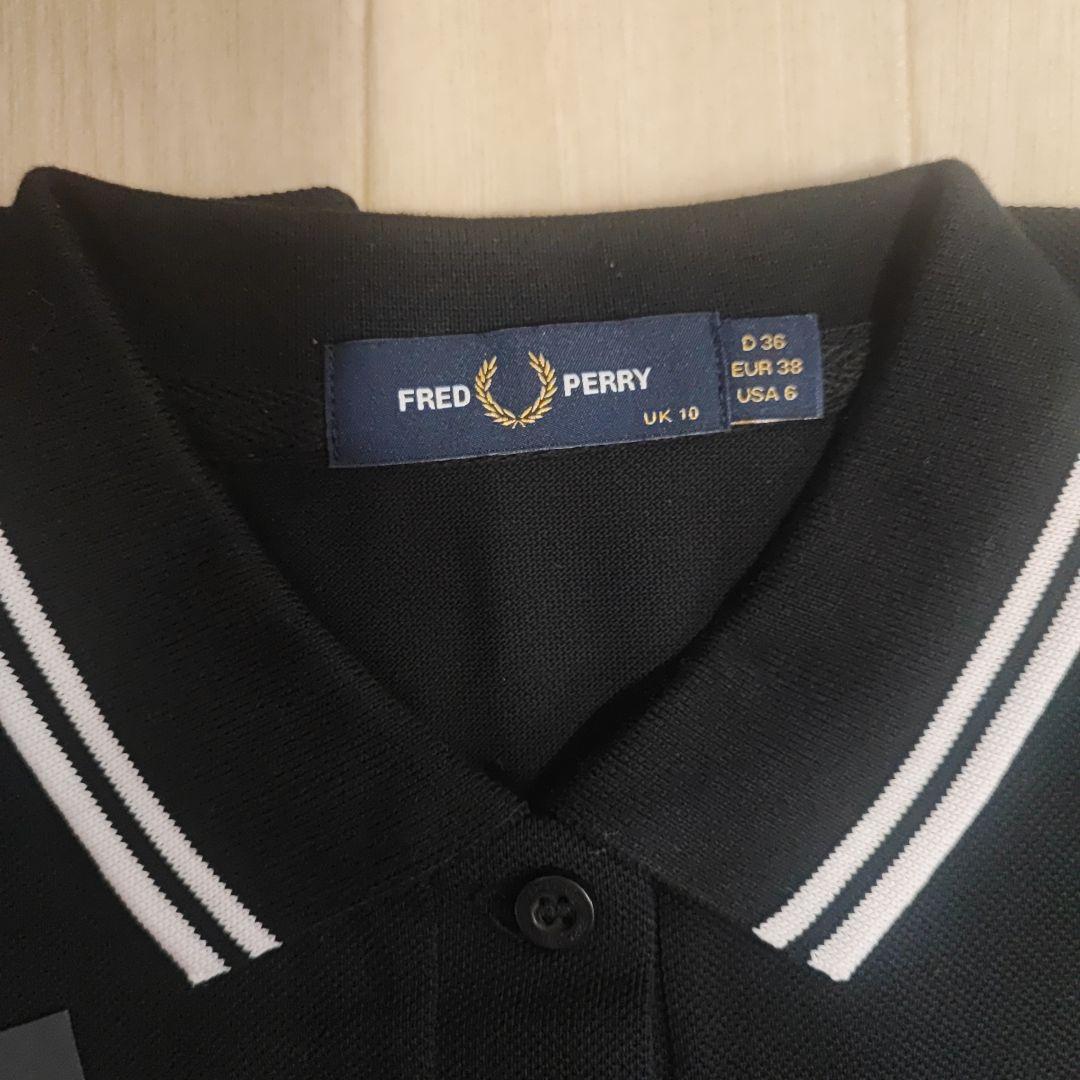 FRED PERRY
UK 10
D 36
EUR 38
USA 6